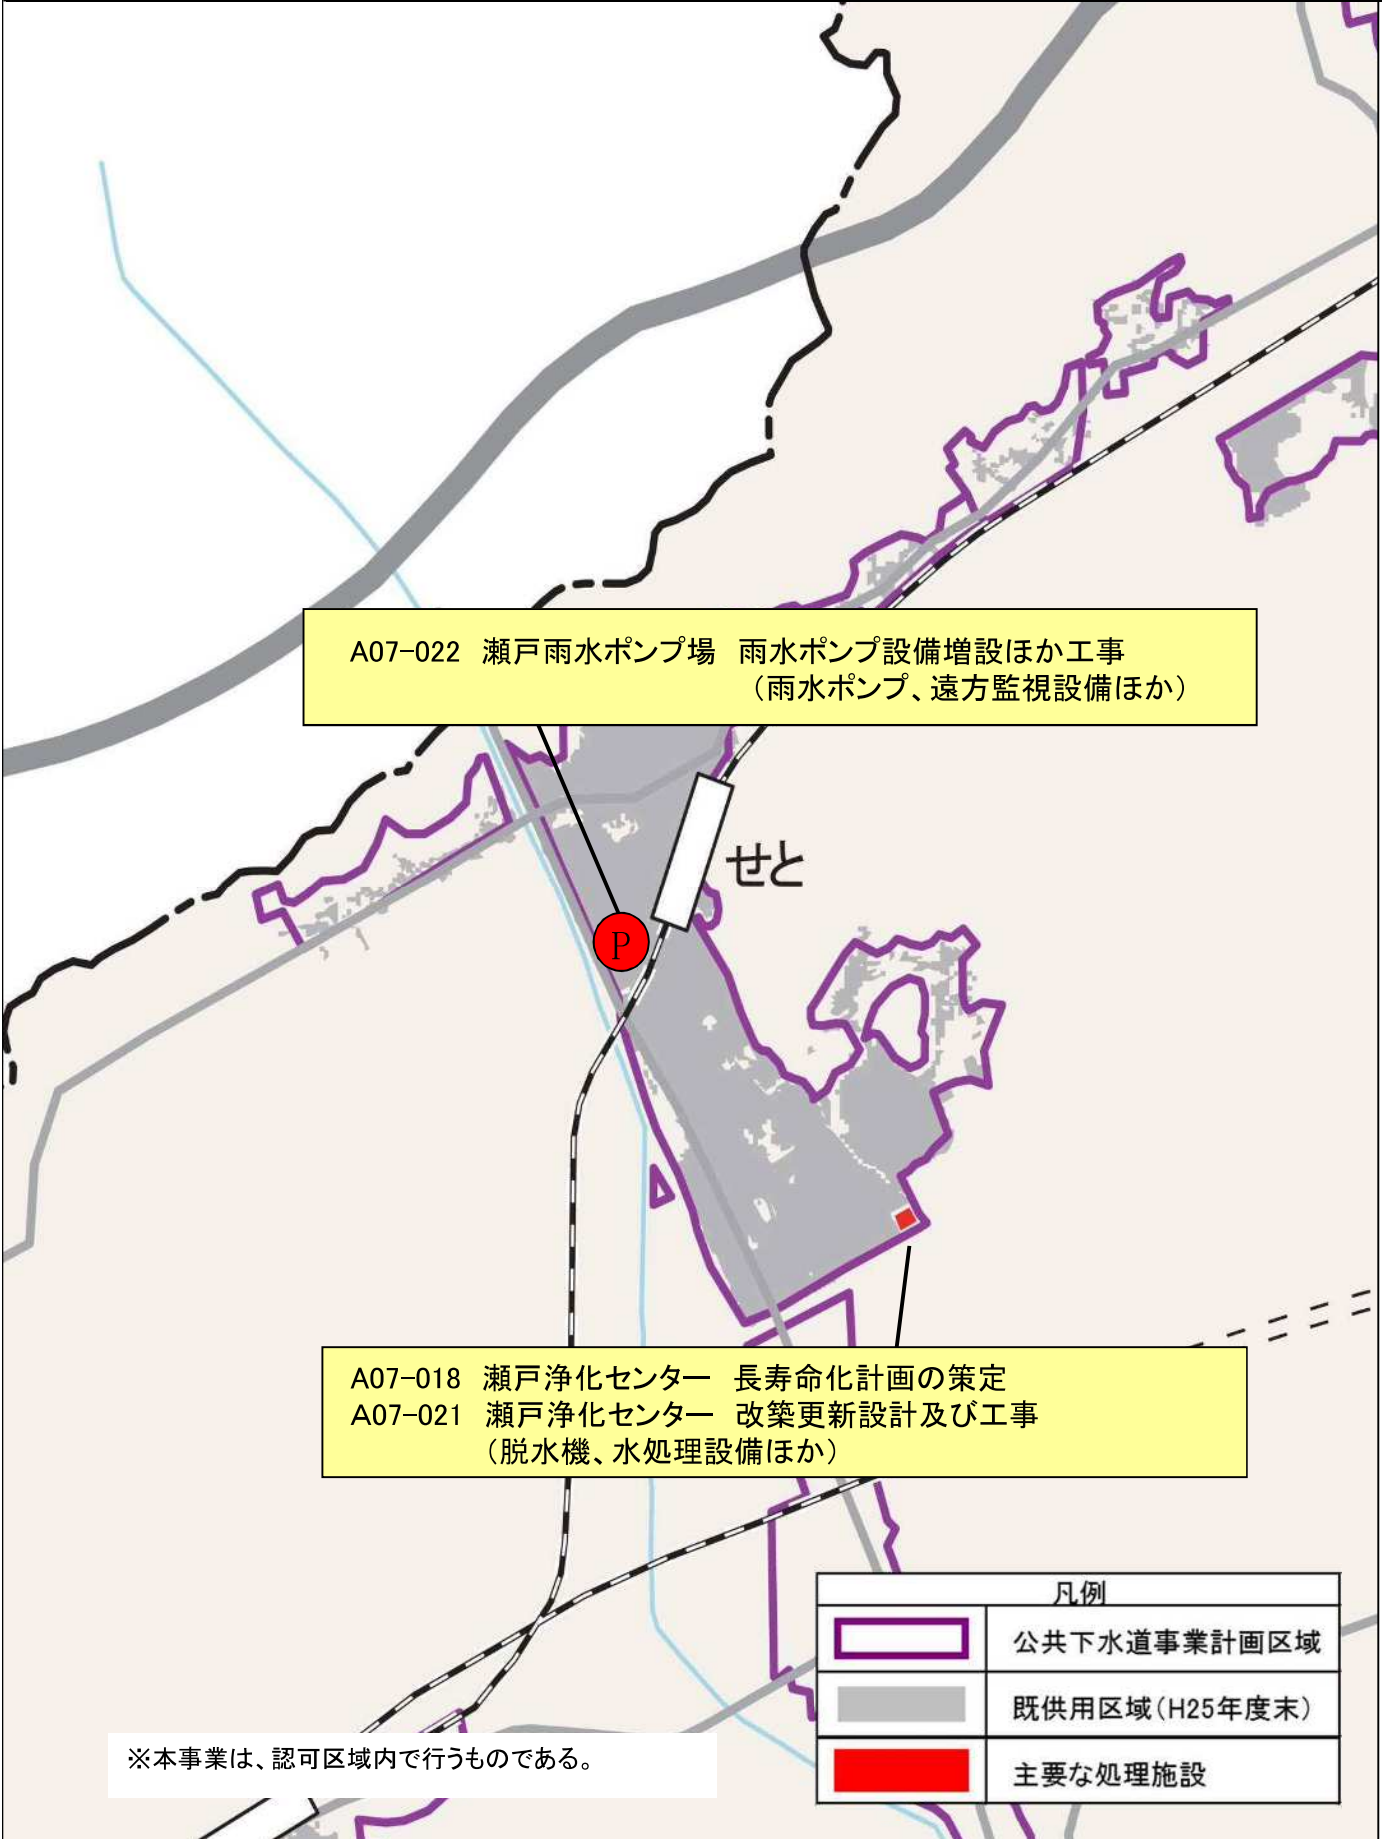 A07-022 瀬戸雨水ポンプ場 雨水ポンプ設備増設ほか工事
(雨水ポンプ、遠方監視設備ほか)
せと
P
A07-018 瀬戸浄化センター 長寿命化計画の策定
A07-021 瀬戸浄化センター 改築更新設計及び工事
(脱水機、水処理設備ほか)
凡例
公共下水道事業計画区域
既供用区域(H25年度末)
主要な処理施設
※本事業は、認可区域内で行うものである。